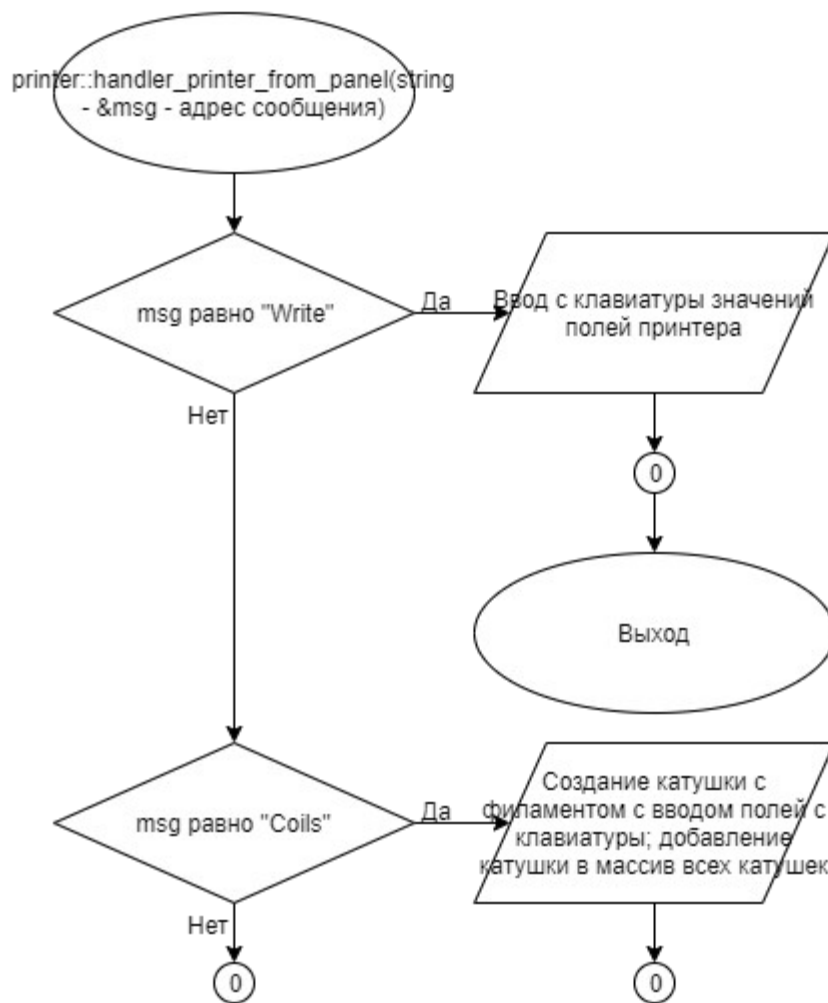 printer::handler_printer_from_panel(string
- &msg - адрес сообщения)
msg равно "Write"
Да
Ввод с клавиатуры значений
полей принтера
Нет
0
Выход
msg равно "Coils"
Да
Создание катушки с
филаментом с вводом полей с
клавиатуры; добавление
катушки в массив всех катушек
Нет
0
0